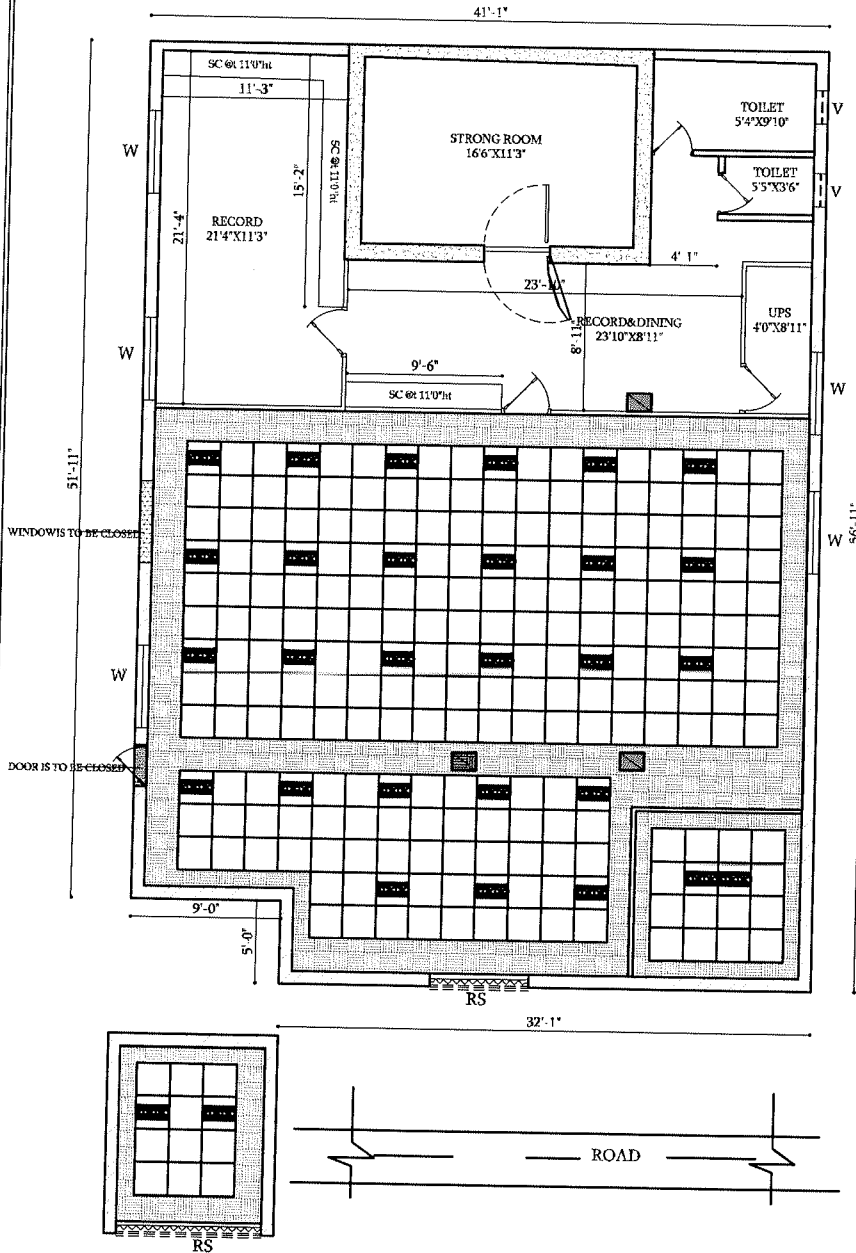 41'-1"
SC @t 11'0"ht
11'-3"
SC @t 11'0"ht
15'-2"
21'-4"
RECORD
21'4"X11'3"
STRONG ROOM
16'6"X11'3"
TOILET
5'4"X9'10"
TOILET
5'5"X3'6"
V
V
W
4'-1"
23'-10"
RECORD&DINING
23'10"X8'11"
8'-11"
UPS
4'0"X8'11"
W
9'-6"
SC @t 11'0"ht
W
51'-11"
56'-11"
WINDOW IS TO BE CLOSED
W
W
DOOR IS TO BE CLOSED
9'-0"
5'-0"
RS
32'-1"
ROAD
RS